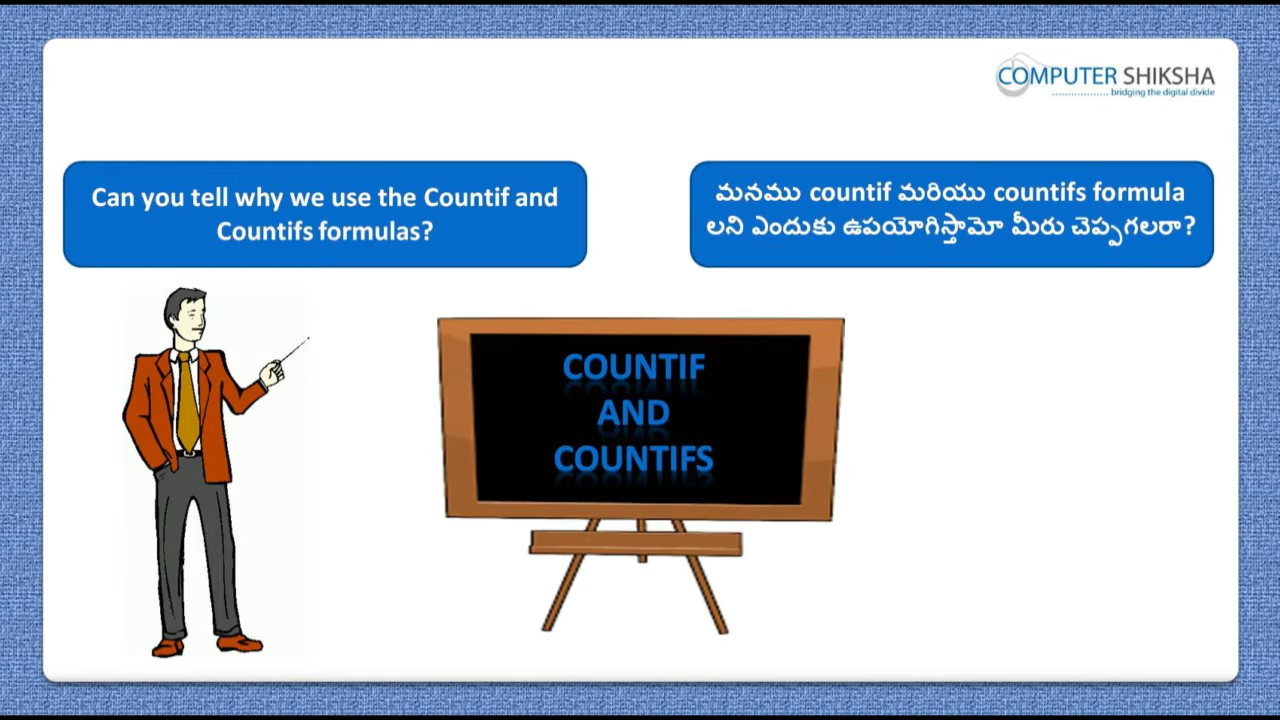 COMPUTER SHIKSHA
.................. bridging the digital divide
Can you tell why we use the Countif and
Countifs formulas?
మనము countif మరియు countifs formula
లని ఎందుకు ఉపయోగిస్తామో మీరు చెప్పగలరా?
COUNTIF
AND
COUNTIFS